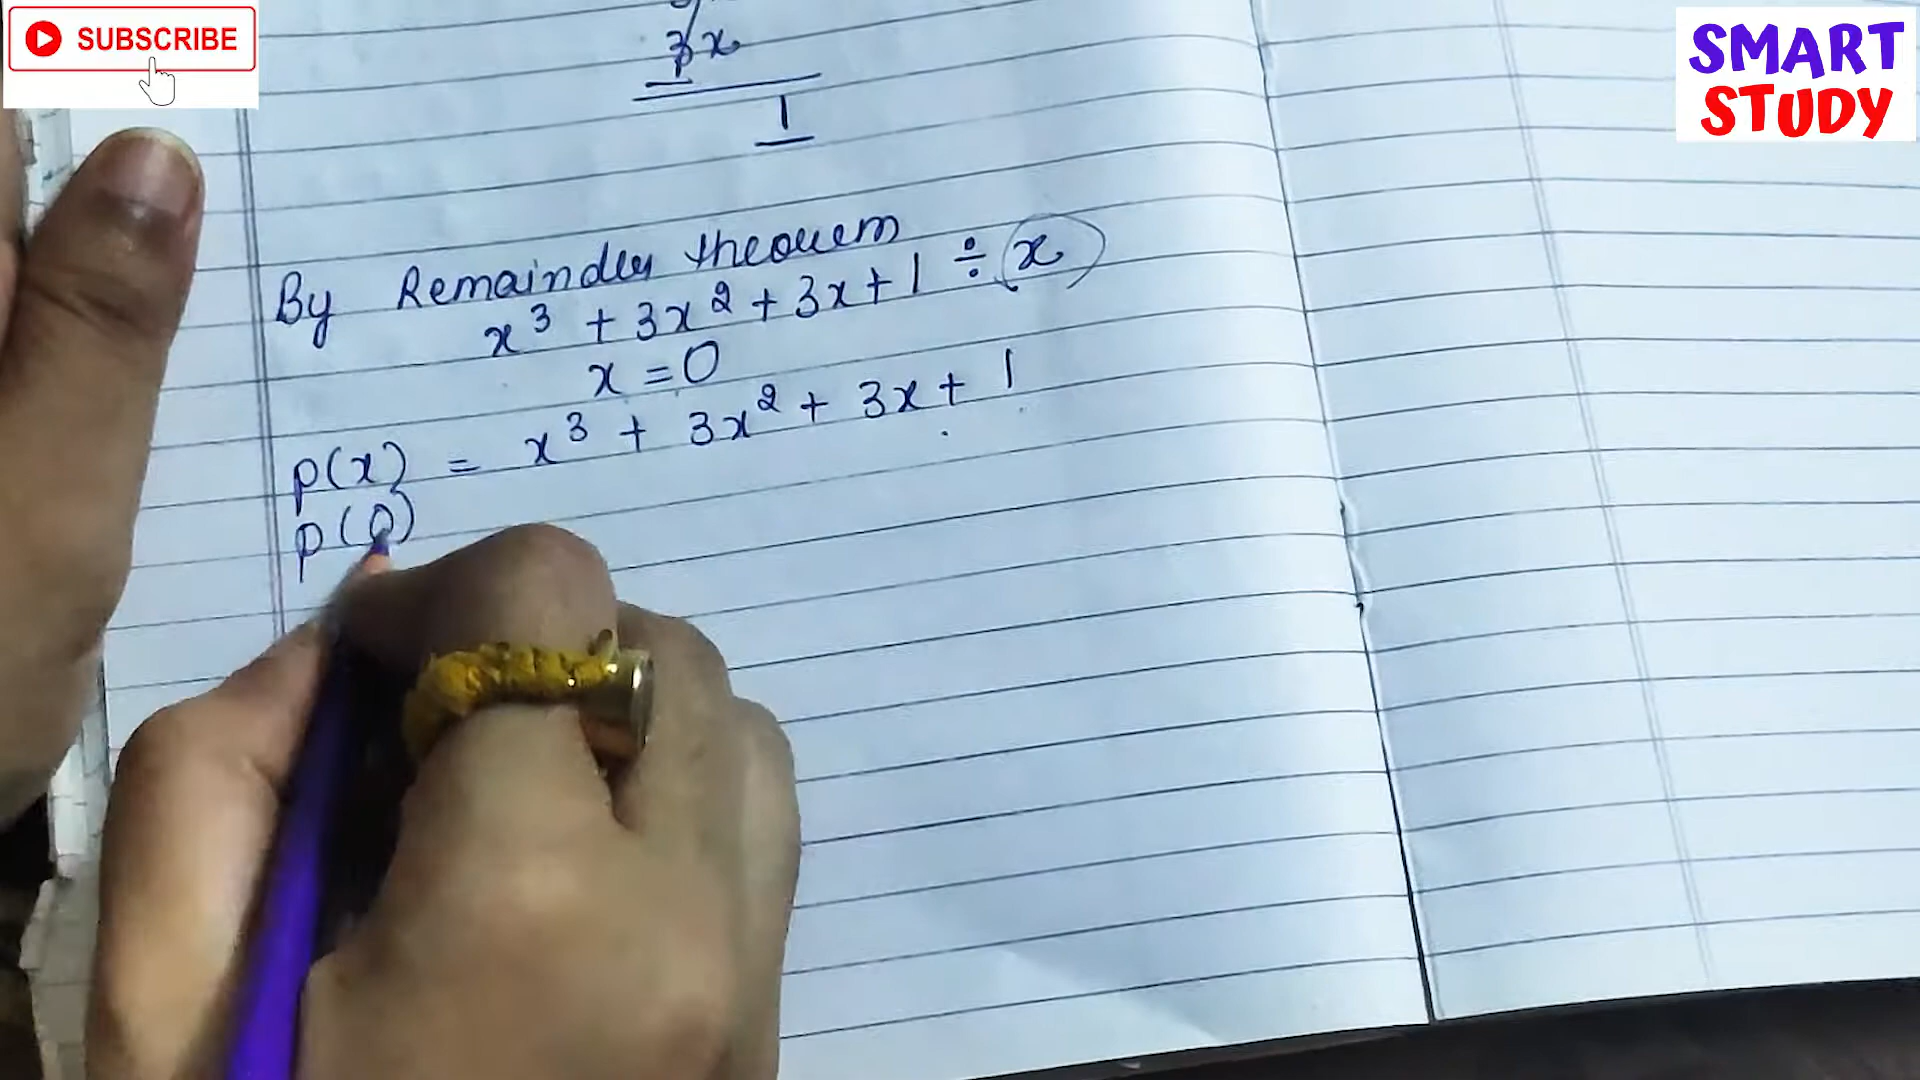 SUBSCRIBE
SMART
STUDY
3x
1
By Remainder theorem
x³ + 3x² + 3x + 1 ÷ x
x = 0
p(x) = x³ + 3x² + 3x + 1
p(0)